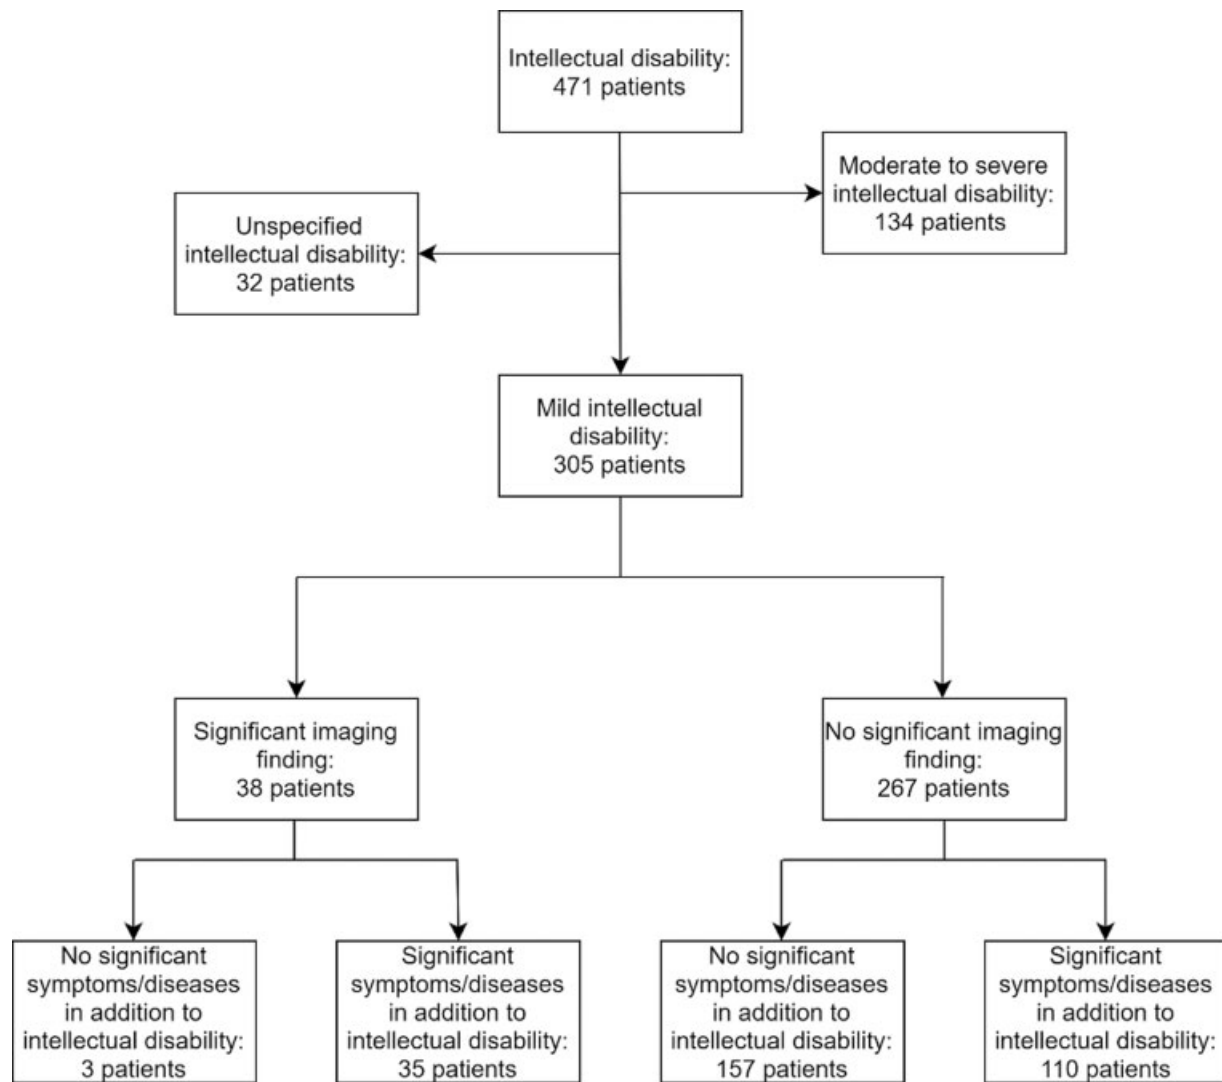 Intellectual disability:
471 patients
Moderate to severe
intellectual disability:
134 patients
Unspecified
intellectual disability:
32 patients
Mild intellectual
disability:
305 patients
Significant imaging
finding:
38 patients
No significant imaging
finding:
267 patients
No significant
symptoms/diseases
in addition to
intellectual disability:
3 patients
Significant
symptoms/diseases
in addition to
intellectual disability:
35 patients
No significant
symptoms/diseases
in addition to
intellectual disability:
157 patients
Significant
symptoms/diseases
in addition to
intellectual disability:
110 patients